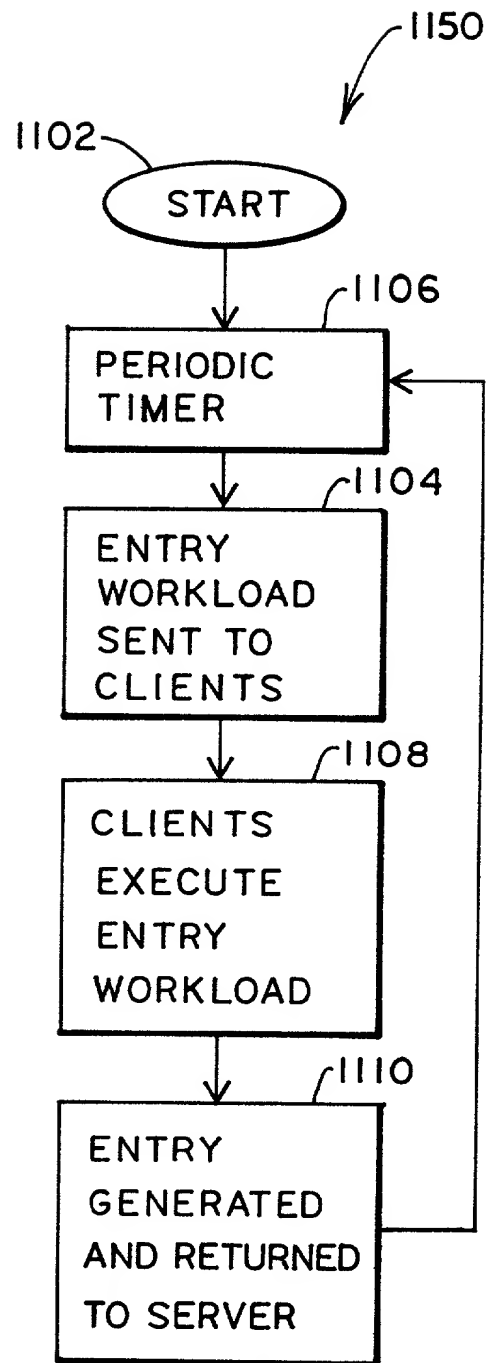 1150
1102
START
1106
PERIODIC
TIMER
1104
ENTRY
WORKLOAD
SENT TO
CLIENTS
1108
CLIENTS
EXECUTE
ENTRY
WORKLOAD
1110
ENTRY
GENERATED
AND RETURNED
TO SERVER